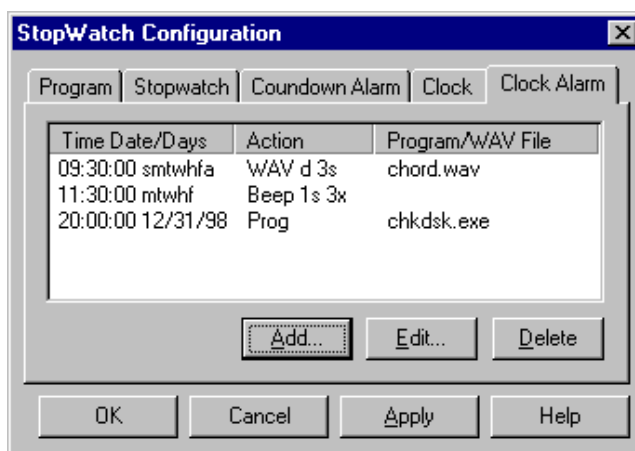 StopWatch Configuration
Program Stopwatch Coundown Alarm Clock Clock Alarm
Time Date/Days Action Program/WAV File
09:30:00 smtwhfa WAV d 3s chord.wav
11:30:00 mtwhf Beep 1s 3x
20:00:00 12/31/98 Prog chkdsk.exe
Add... Edit... Delete
OK Cancel Apply Help